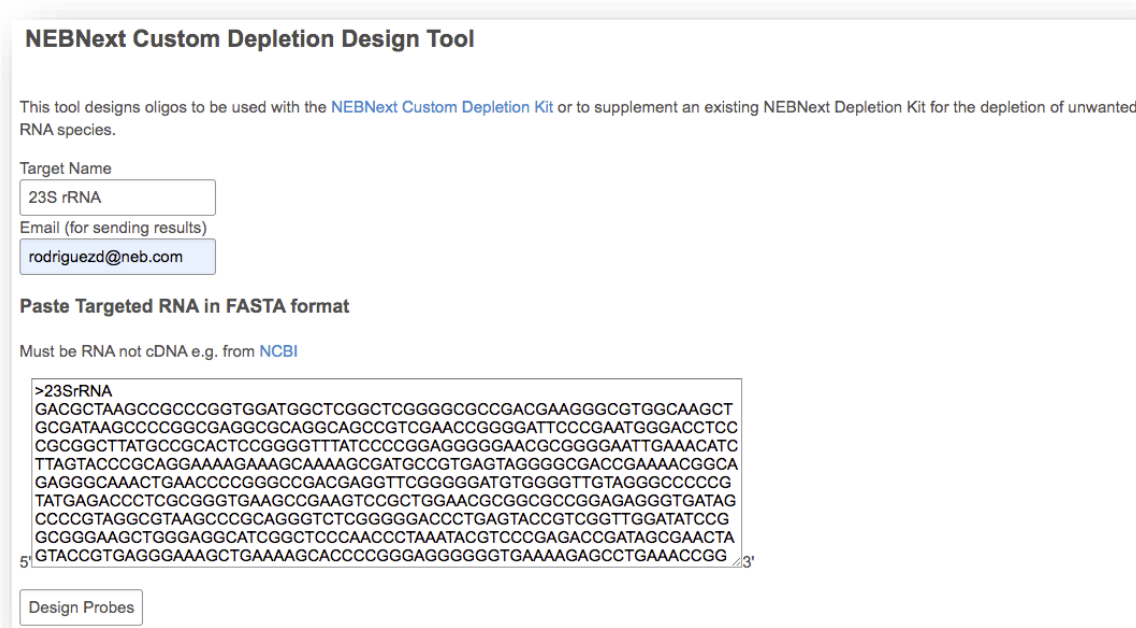 NEBNext Custom Depletion Design Tool
This tool designs oligos to be used with the NEBNext Custom Depletion Kit or to supplement an existing NEBNext Depletion Kit for the depletion of unwanted
RNA species.
Target Name
23S rRNA
Email (for sending results)
rodriguezd@neb.com
Paste Targeted RNA in FASTA format
Must be RNA not cDNA e.g. from NCBI
>23SrRNA
GACGCTAAGCCGCCCGGTGGATGGCTCGGCTCGGGGCGCCGACGAAGGGCGTGGCAAGCT
GCGATAAGCCCCGGCGAGGCGCAGGCAGCCGTCGAACCGGGGATTCCCGAATGGGACCTCC
CGCGGCTTATGCCGCACTCCGGGGTTTATCCCCGGAGGGGGAACGCGGGGAATTGAAACATC
TTAGTACCCGCAGGAAAAGAAAGCAAAAGCGATGCCGTGAGTAGGGGCGACCGAAAACGGCA
GAGGGCAAACTGAACCCCGGGCCGACGAGGTTCGGGGGATGTGGGGTTGTAGGGCCCCCG
TATGAGACCCTCGCGGGTGAAGCCGAAGTCCGCTGGAACGCGGCGCCGGAGAGGGTGATAG
CCCCGTAGGCGTAAGCCCGCAGGGTCTCGGGGGACCCTGAGTACCGTCGGTTGGATATCCG
GCGGGAAGCTGGGAGGCATCGGCTCCCAACCCTAAATACGTCCCGAGACCGATAGCGAACTA
5' GTACCGTGAGGGAAAGCTGAAAAGCACCCCGGGAGGGGGGTGAAAAGAGCCTGAAACCGG 3'
Design Probes